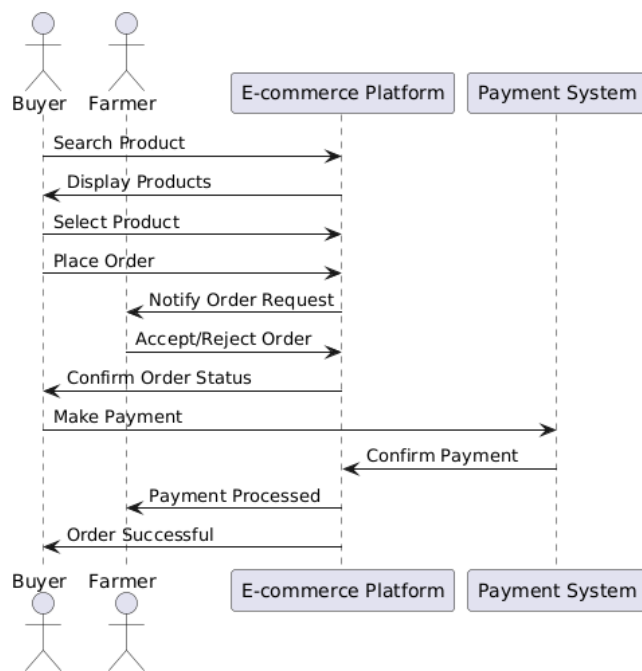 Buyer
Farmer
E-commerce Platform
Payment System
Search Product
Display Products
Select Product
Place Order
Notify Order Request
Accept/Reject Order
Confirm Order Status
Make Payment
Confirm Payment
Payment Processed
Order Successful
Buyer
Farmer
E-commerce Platform
Payment System